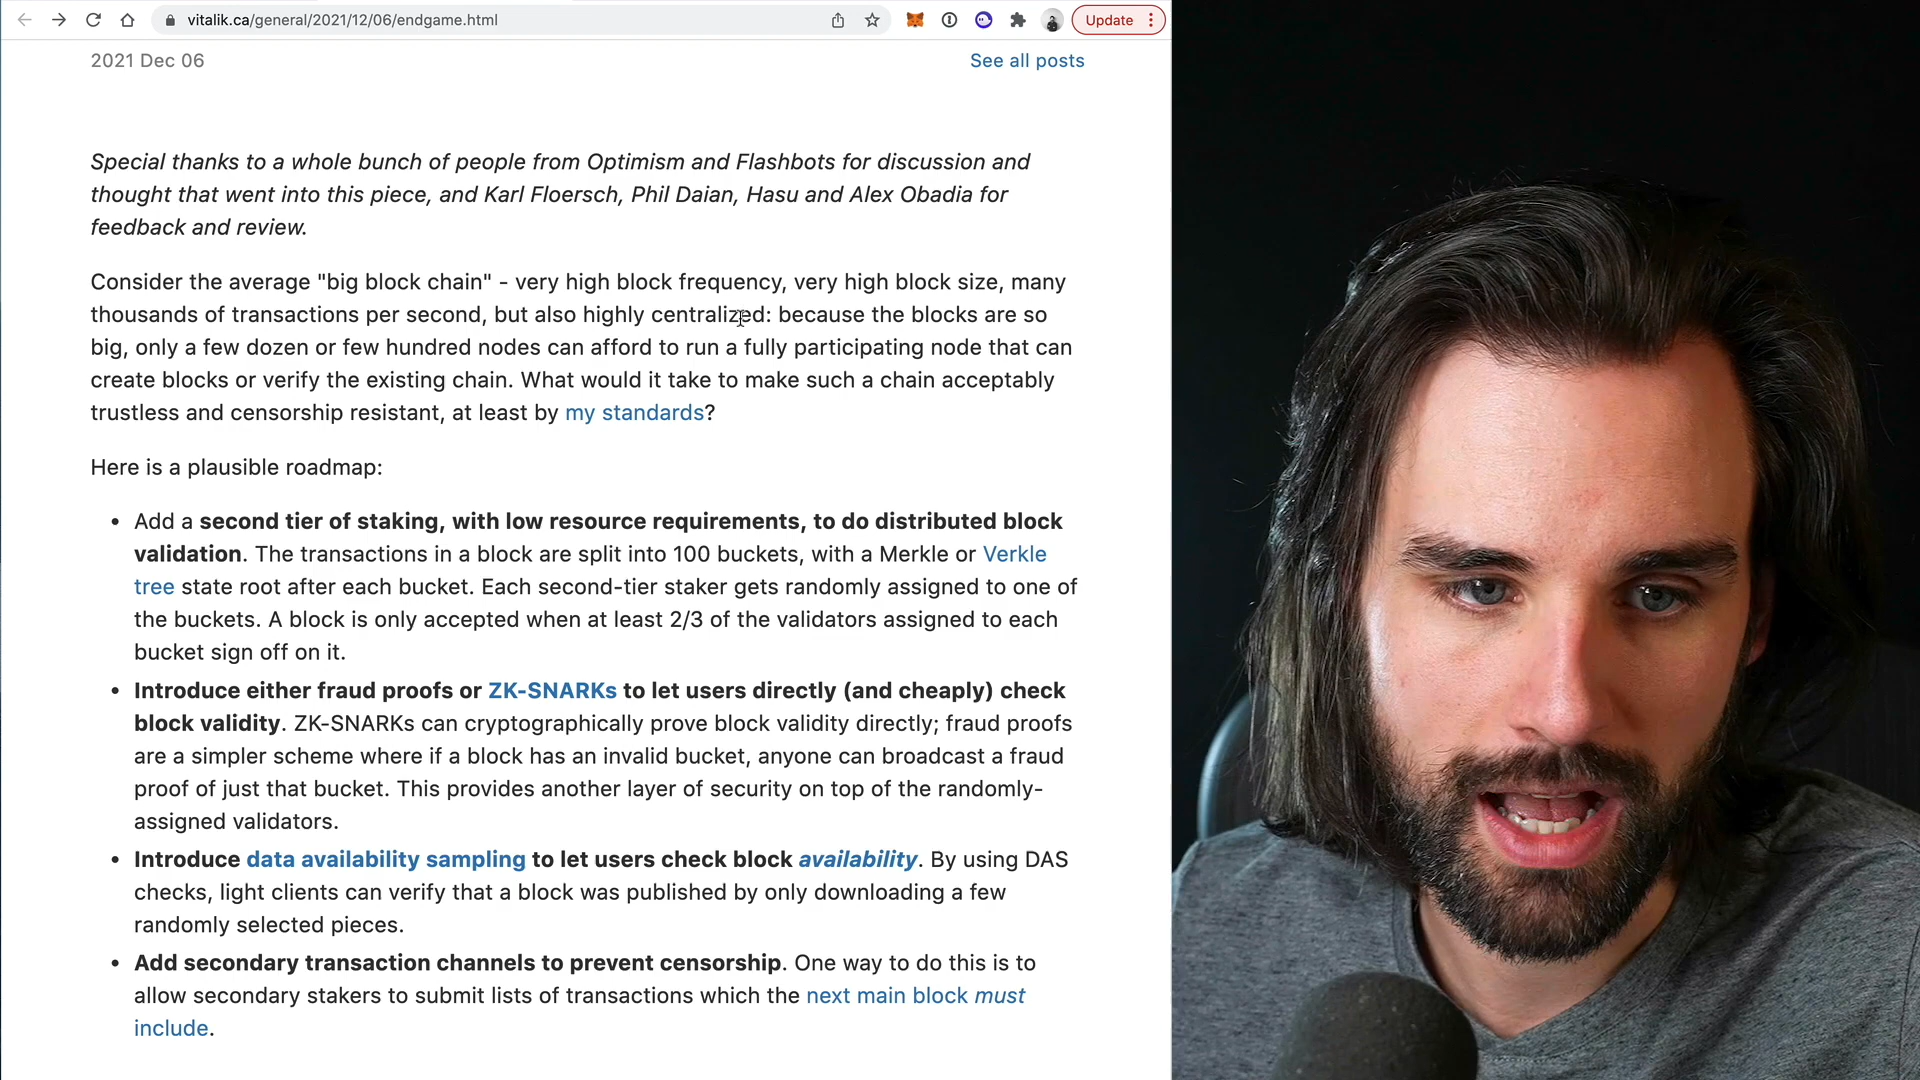 vitalik.ca/general/2021/12/06/endgame.html
Update
2021 Dec 06
See all posts
Special thanks to a whole bunch of people from Optimism and Flashbots for discussion and
thought that went into this piece, and Karl Floersch, Phil Daian, Hasu and Alex Obadia for
feedback and review.
Consider the average "big block chain" - very high block frequency, very high block size, many
thousands of transactions per second, but also highly centralized: because the blocks are so
big, only a few dozen or few hundred nodes can afford to run a fully participating node that can
create blocks or verify the existing chain. What would it take to make such a chain acceptably
trustless and censorship resistant, at least by my standards?
Here is a plausible roadmap:
• Add a second tier of staking, with low resource requirements, to do distributed block
validation. The transactions in a block are split into 100 buckets, with a Merkle or Verkle
tree state root after each bucket. Each second-tier staker gets randomly assigned to one of
the buckets. A block is only accepted when at least 2/3 of the validators assigned to each
bucket sign off on it.
• Introduce either fraud proofs or ZK-SNARKs to let users directly (and cheaply) check
block validity. ZK-SNARKs can cryptographically prove block validity directly; fraud proofs
are a simpler scheme where if a block has an invalid bucket, anyone can broadcast a fraud
proof of just that bucket. This provides another layer of security on top of the randomly-
assigned validators.
• Introduce data availability sampling to let users check block availability. By using DAS
checks, light clients can verify that a block was published by only downloading a few
randomly selected pieces.
• Add secondary transaction channels to prevent censorship. One way to do this is to
allow secondary stakers to submit lists of transactions which the next main block must
include.